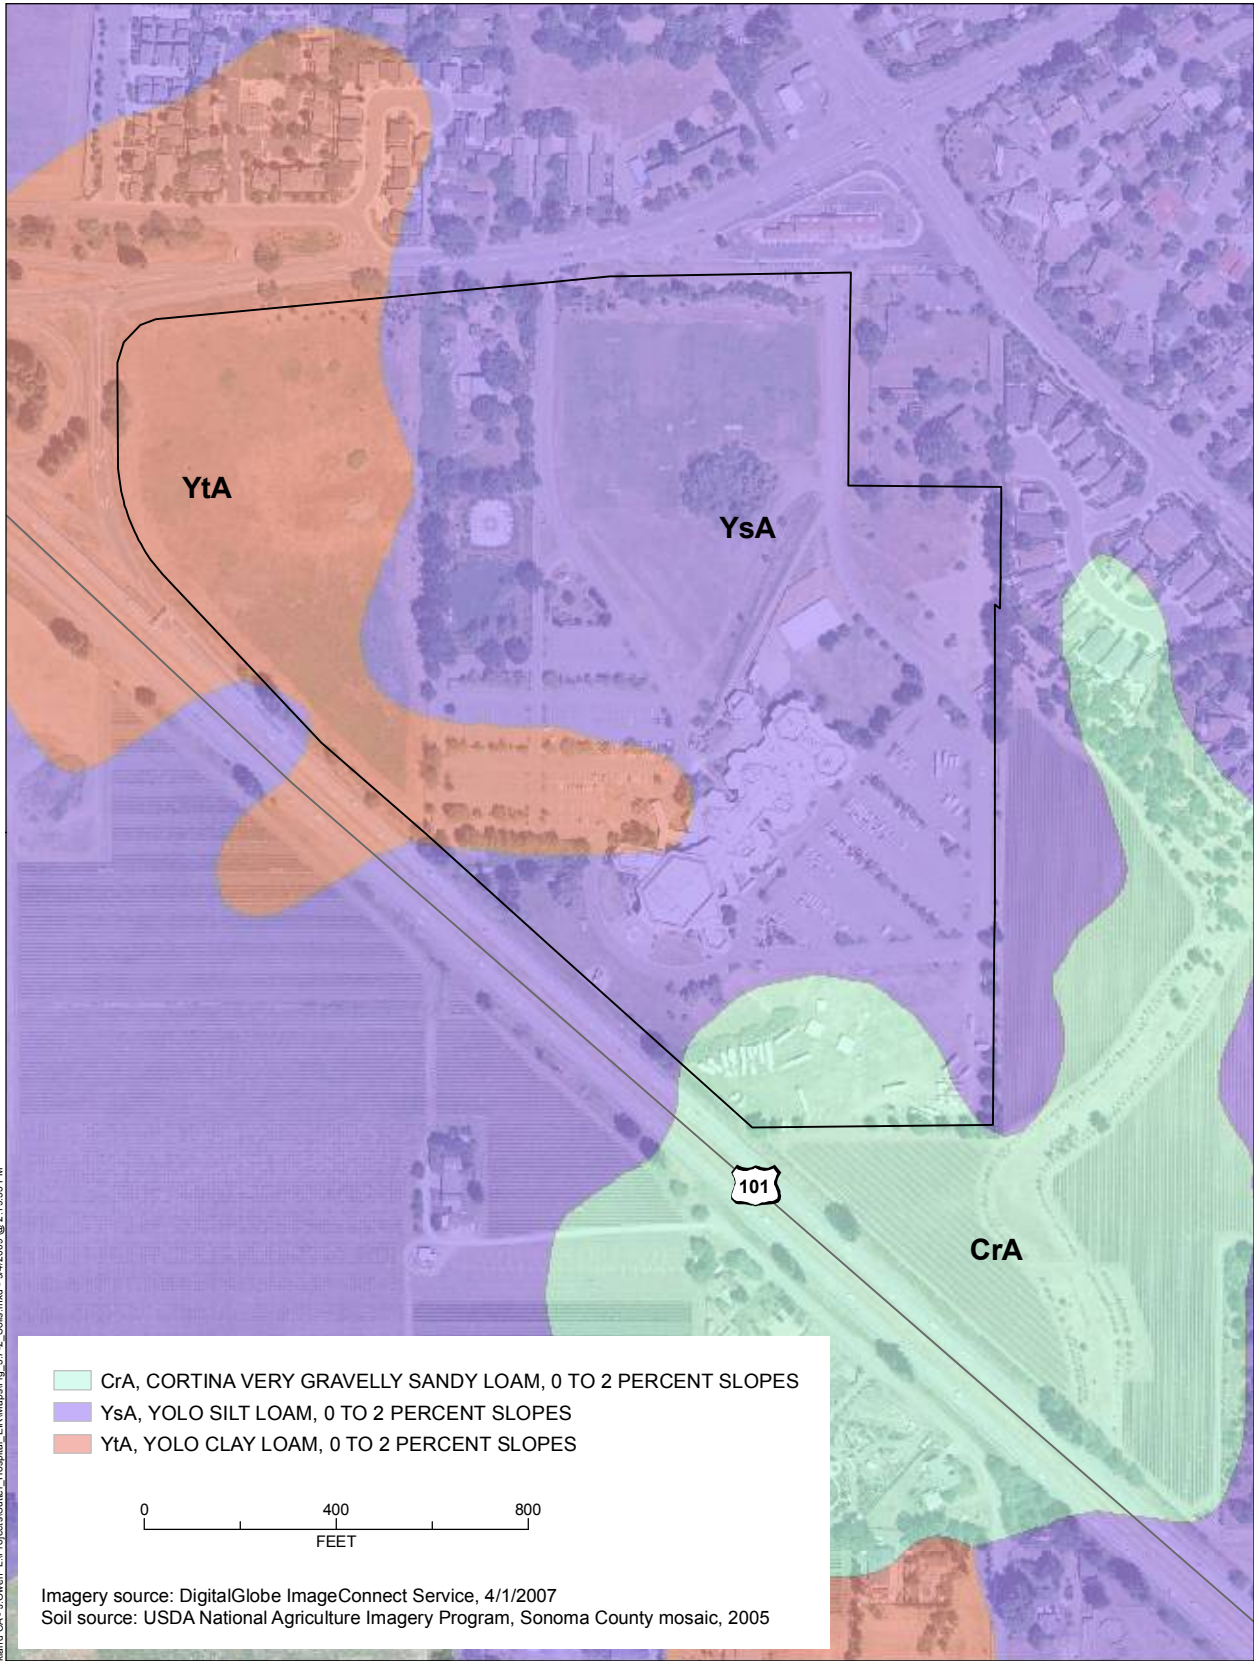 YtA
YsA
101
CrA
CrA, CORTINA VERY GRAVELLY SANDY LOAM, 0 TO 2 PERCENT SLOPES
YsA, YOLO SILT LOAM, 0 TO 2 PERCENT SLOPES
YtA, YOLO CLAY LOAM, 0 TO 2 PERCENT SLOPES
0 400 800
FEET
Imagery source: DigitalGlobe ImageConnect Service, 4/1/2007
Soil source: USDA National Agriculture Imagery Program, Sonoma County mosaic, 2005